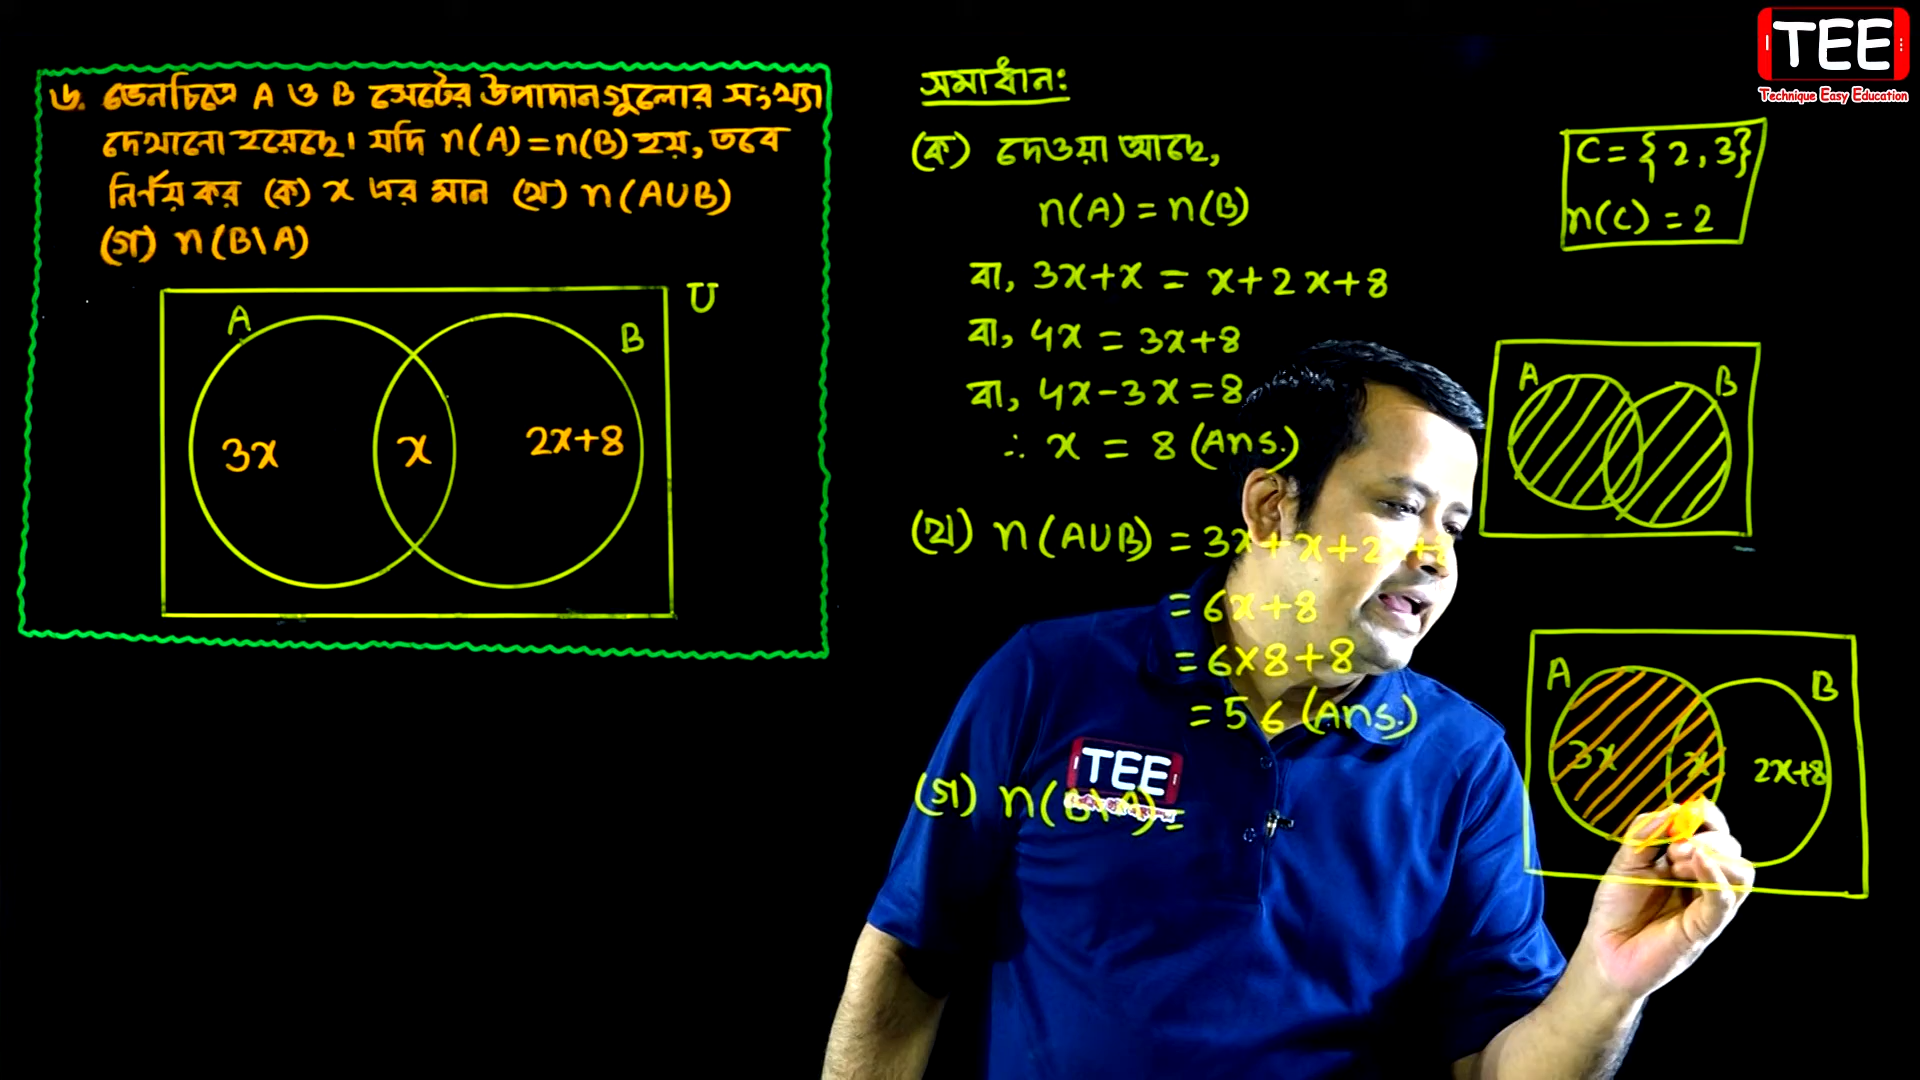 ৬. ভেনচিত্রে A ও B সেটের উপাদানগুলোর সংখ্যা
দেখানো হয়েছে। যদি n(A)=n(B) হয়, তবে
নির্ণয় কর (ক) x এর মান (খ) n(A∪B)
(গ) n(B\A)
U
A
B
3x
x
2x+8
সমাধান:
(ক) দেওয়া আছে,
n(A) = n(B)
বা, 3x+x = x+2x+8
বা, 4x = 3x+8
বা, 4x-3x=8
∴ x = 8 (Ans.)
(খ) n(A∪B) = 3x+x+2x+8
= 6x+8
= 6×8+8
= 56 (Ans.)
(গ) n(B\A)=
TEE
TEE
Technique Easy Education
C = {2,3}
n(C) = 2
A
B
A
B
3x
x
2x+8